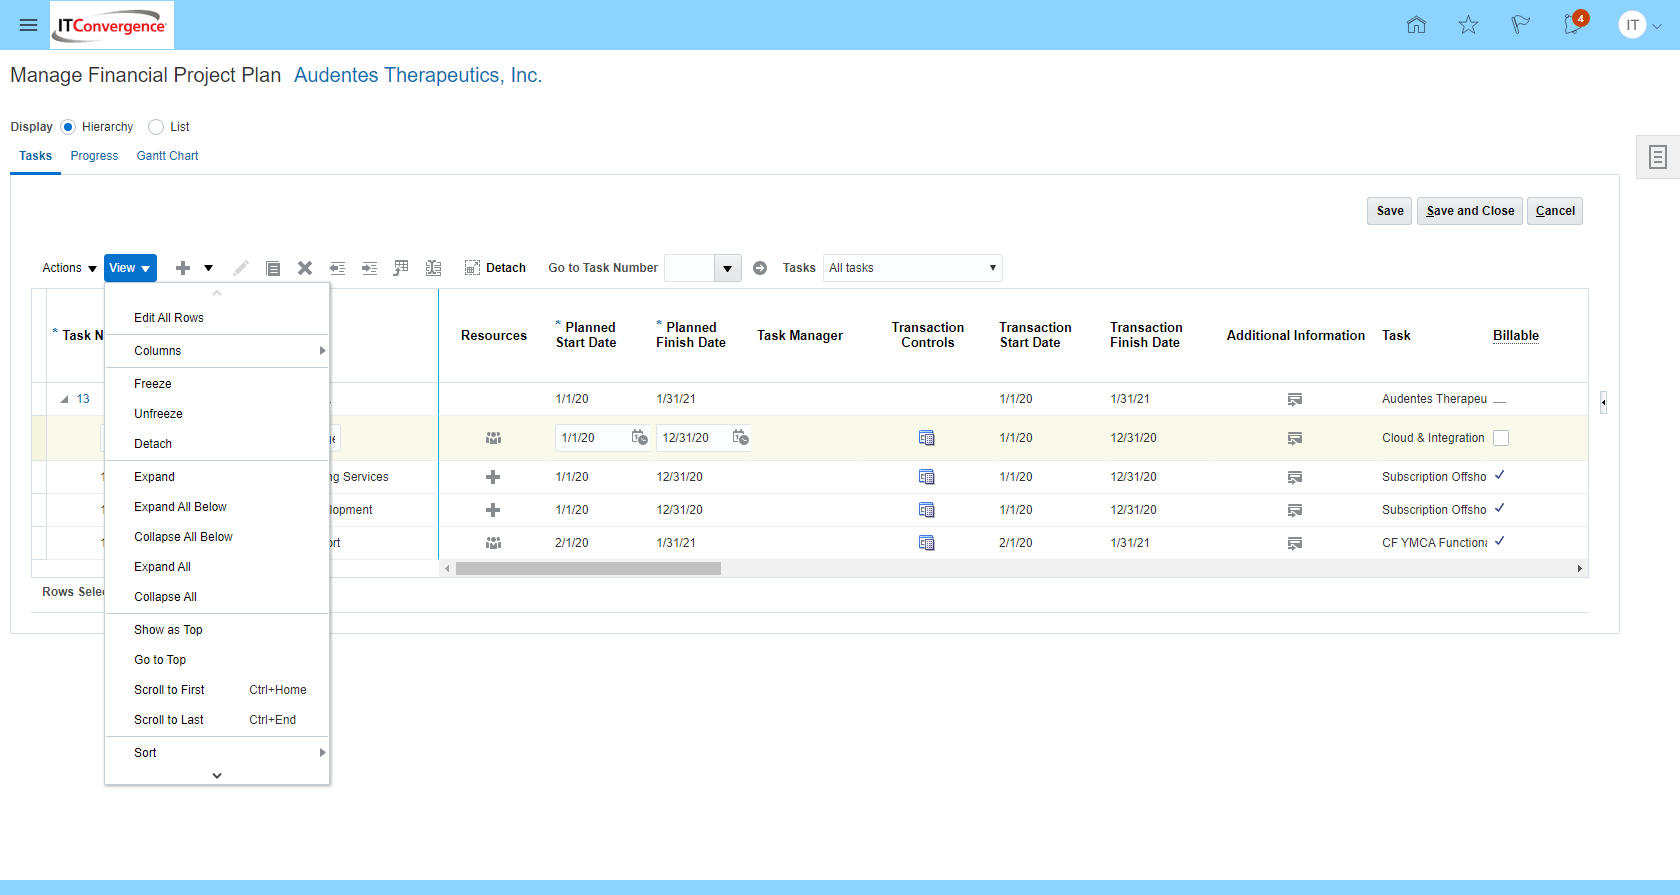 ITConvergence
4
IT
Manage Financial Project Plan Audentes Therapeutics, Inc.
Display Hierarchy List
Tasks Progress Gantt Chart
Save Save and Close Cancel
Actions View Detach Go to Task Number Tasks All tasks
Edit All Rows
Columns
Freeze
Unfreeze
Detach
Expand
Expand All Below
Collapse All Below
Expand All
Collapse All
Show as Top
Go to Top
Scroll to First Ctrl+Home
Scroll to Last Ctrl+End
Sort
* Task N Resources * Planned Start Date * Planned Finish Date Task Manager Transaction Controls Transaction Start Date Transaction Finish Date Additional Information Task Billable
13 1/1/20 1/31/21 1/1/20 1/31/21 Audentes Therapeu
1/1/20 12/31/20 1/1/20 12/31/20 Cloud & Integration
ng Services 1/1/20 12/31/20 1/1/20 12/31/20 Subscription Offsho
lopment 1/1/20 12/31/20 1/1/20 12/31/20 Subscription Offsho
ort 2/1/20 1/31/21 2/1/20 1/31/21 CF YMCA Functiona
Rows Selec